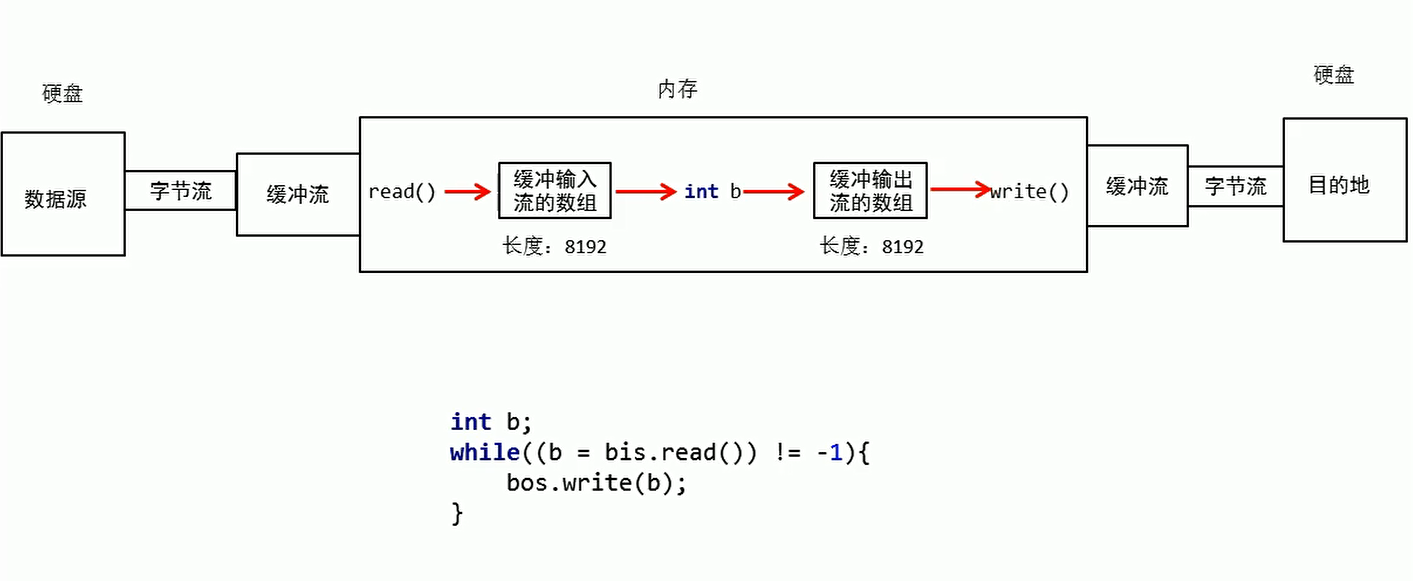 硬盘
内存
硬盘
数据源
字节流
缓冲流
read()
缓冲输入
流的数组
int b
缓冲输出
流的数组
write()
缓冲流
字节流
目的地
长度：8192
长度：8192
int b;
while((b = bis.read()) != -1){
    bos.write(b);
}